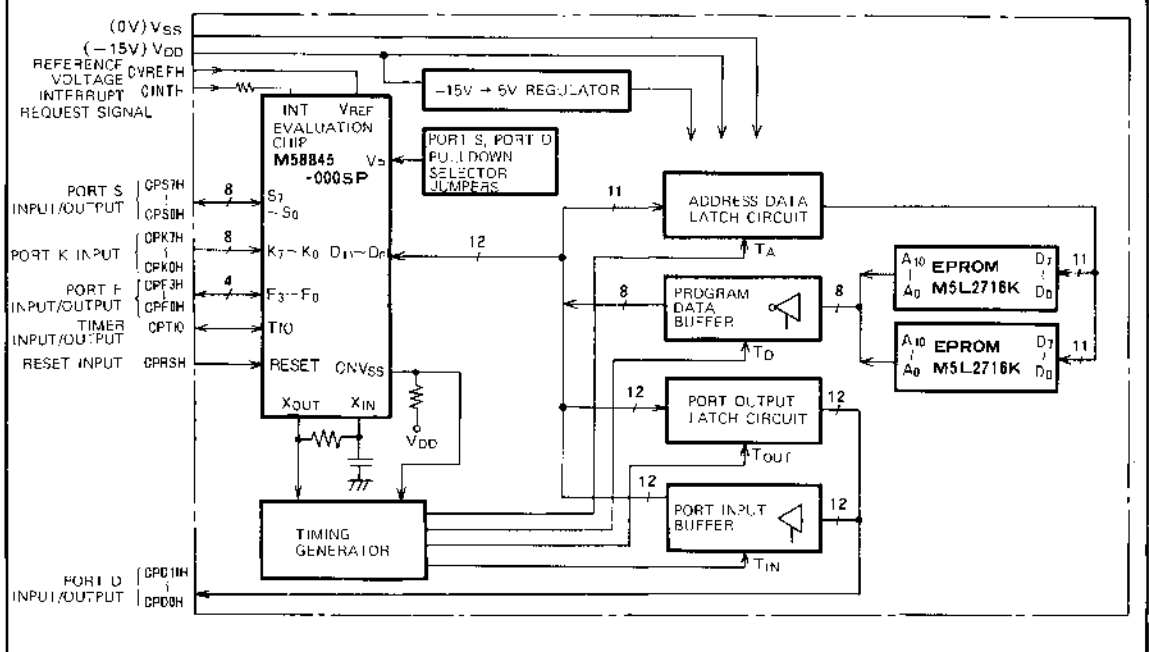 (0V) VSS
(−15V) VDD
REFERENCE VOLTAGE CVREFH
INTERRUPT REQUEST SIGNAL CINTH
−15V → 5V REGULATOR
INT VREF
EVALUATION CHIP
M58845
-000SP
PORT S, PORT D
PULLDOWN
SELECTOR
JUMPERS
PORT S
INPUT/OUTPUT
CPS7H
CPS0H
8
S7
~S0
PORT K INPUT
CPK7H
CPK0H
8
K7~K0
12
PORT F
INPUT/OUTPUT
CPF3H
CPF0H
4
F3~F0
TIMER
INPUT/OUTPUT
CPTIO
TIO
RESET INPUT
CPRSH
RESET
CNVSS
XOUT XIN
VDD
TIMING
GENERATOR
11
ADDRESS DATA
LATCH CIRCUIT
TA
8
PROGRAM
DATA
BUFFER
8
TD
A10
A0
EPROM
M5L2716K
D7
D0
11
A10
A0
EPROM
M5L2716K
D7
D0
11
12
PORT OUTPUT
LATCH CIRCUIT
12
TOUT
12
PORT INPUT
BUFFER
12
TIN
PORT D
INPUT/OUTPUT
CPD11H
CPD0H